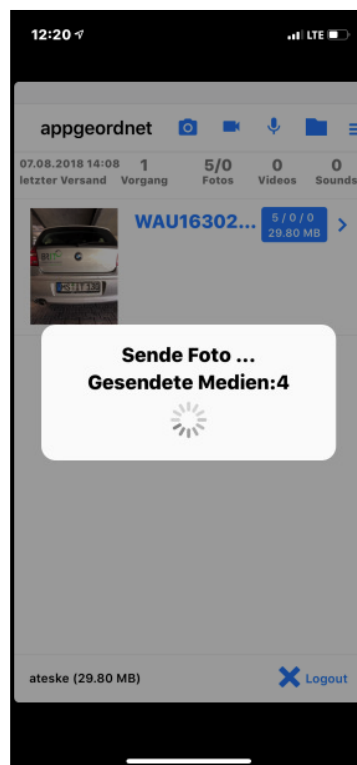 12:20
LTE
appgeordnet
07.08.2018 14:08 1 5/0 0 0
letzter Versand Vorgang Fotos Videos Sounds
WAU16302...
5 / 0 / 0
29.80 MB
Sende Foto ...
Gesendete Medien:4
ateske (29.80 MB)
Logout